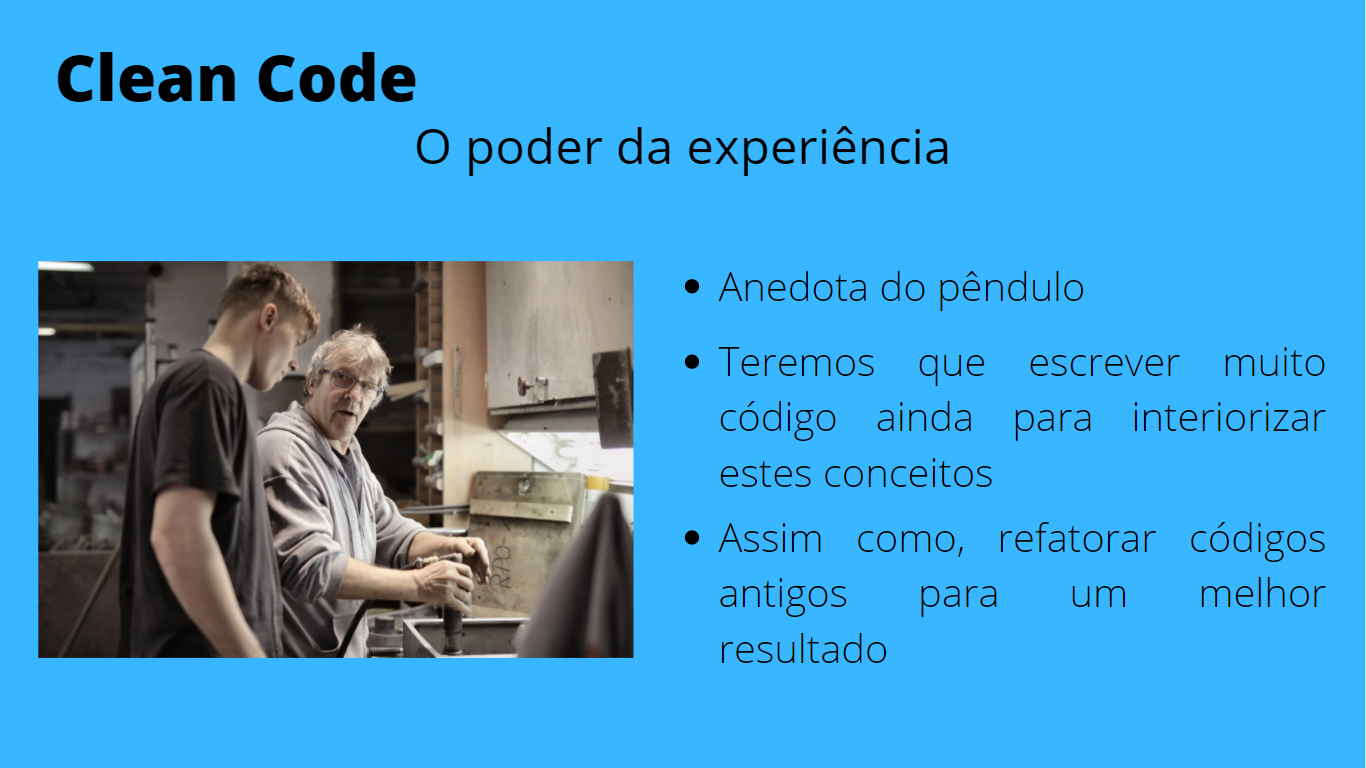 Clean Code
O poder da experiência
• Anedota do pêndulo
• Teremos que escrever muito
código ainda para interiorizar
estes conceitos
• Assim como, refatorar códigos
antigos para um melhor
resultado